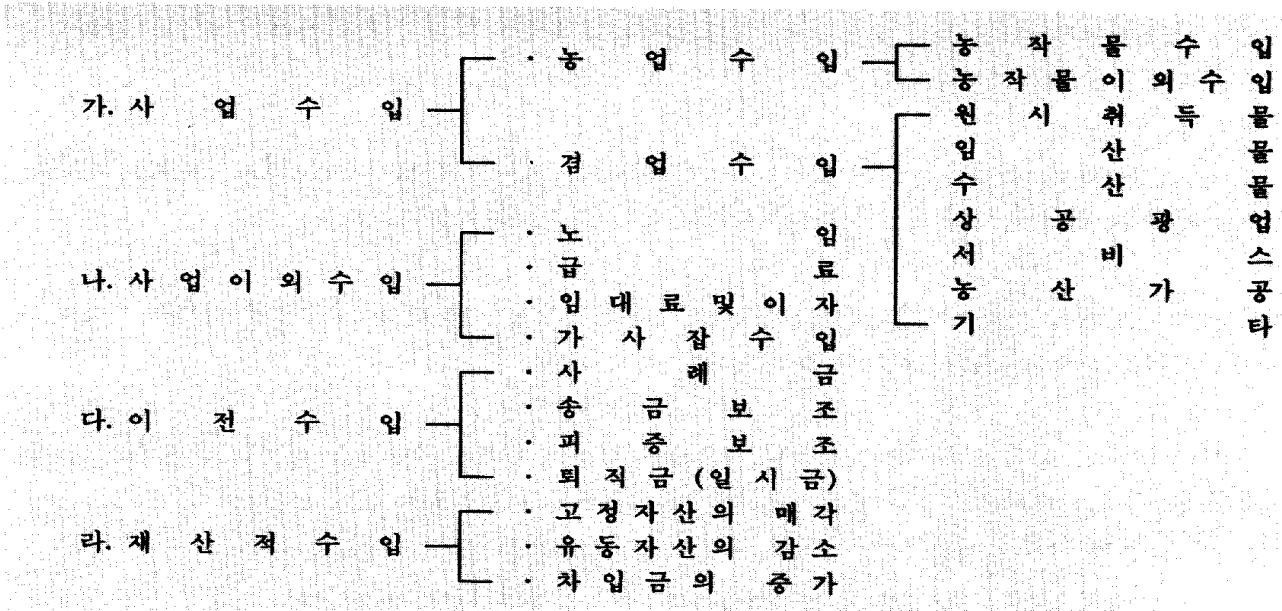 가. 사업수입
· 농업수입
농작물수입
농작물이외수입
· 겸업수입
원시취득물
임산물
수산물
상공광업
서비스
농산가공
기타
나. 사업이외수입
· 노임
· 급료
· 임대료및이자
· 가사잡수입
다. 이전수입
· 사례금
· 송금보조
· 피증보조
· 퇴직금(일시금)
라. 재산적수입
· 고정자산의 매각
· 유동자산의 감소
· 차입금의 증가